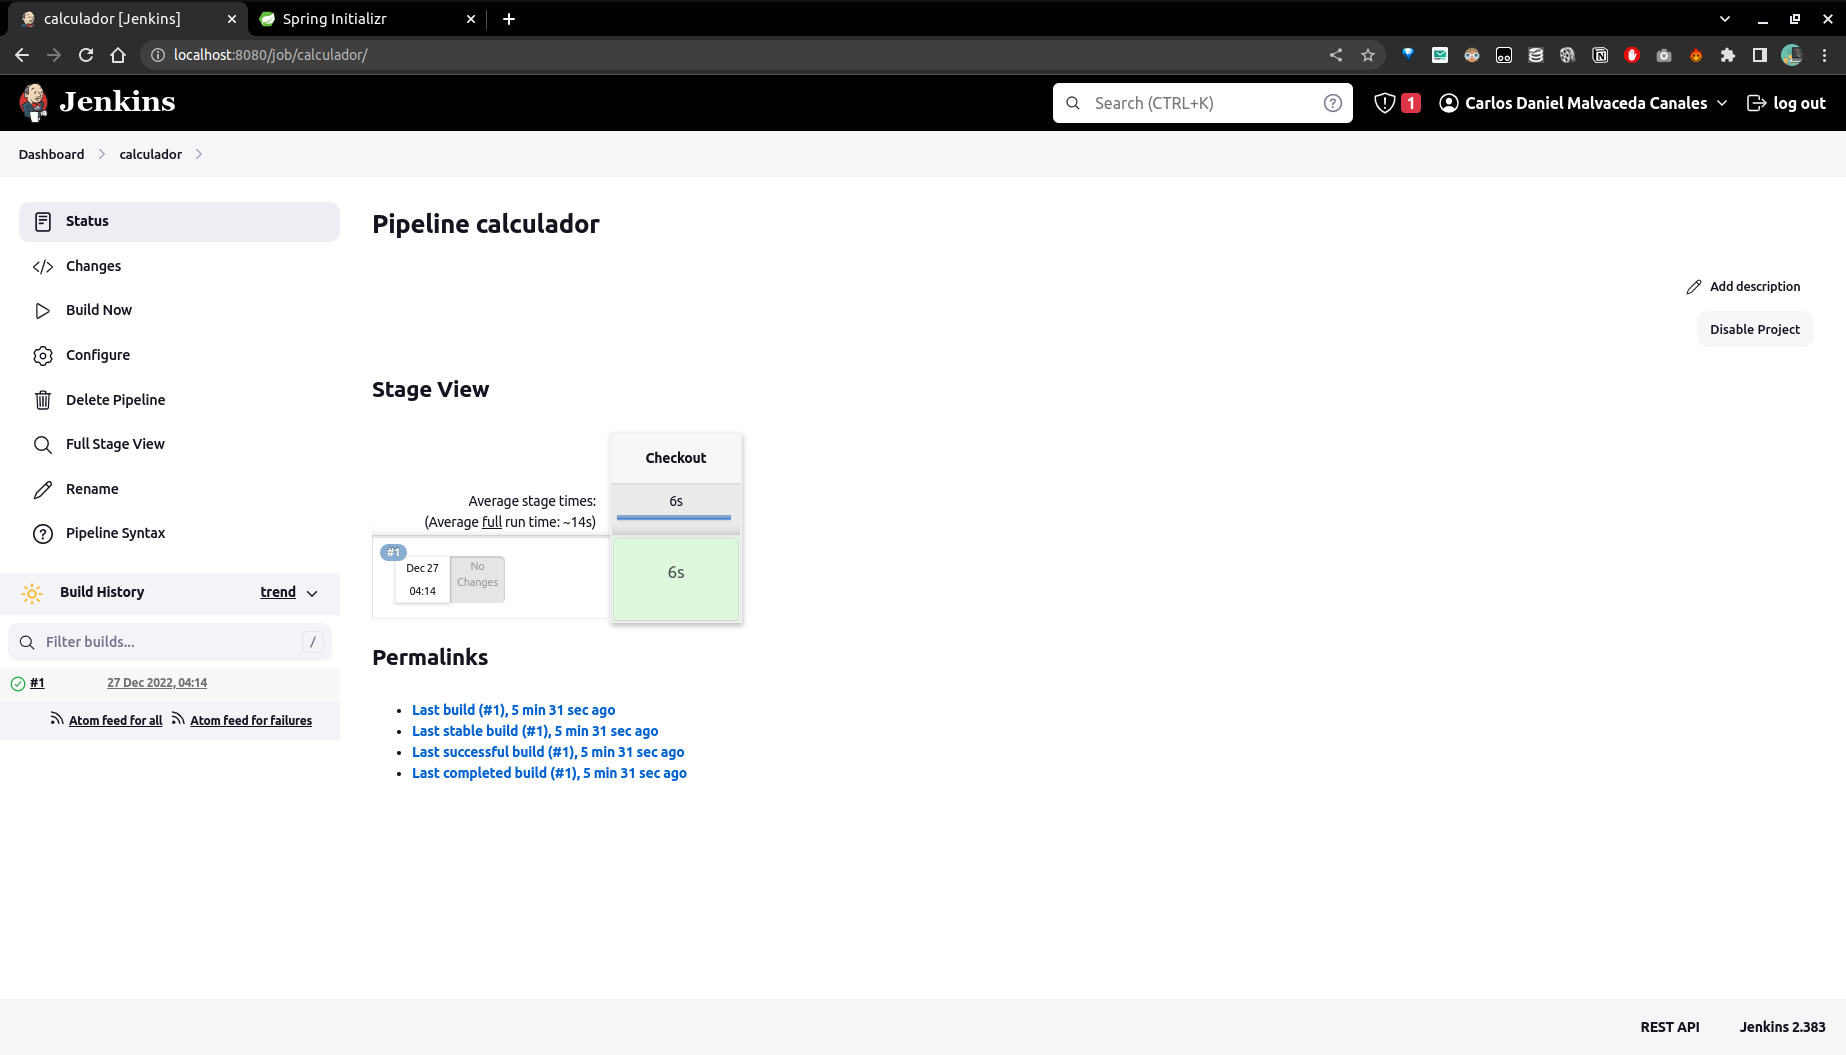 calculador [Jenkins]
Spring Initializr
localhost:8080/job/calculador/
Jenkins
Search (CTRL+K)
1
Carlos Daniel Malvaceda Canales
log out
Dashboard
calculador
Status
Changes
Build Now
Configure
Delete Pipeline
Full Stage View
Rename
Pipeline Syntax
Build History
trend
Filter builds...
/
#1
27 Dec 2022, 04:14
Atom feed for all
Atom feed for failures
Pipeline calculador
Add description
Disable Project
Stage View
Checkout
Average stage times:
(Average full run time: ~14s)
6s
#1
Dec 27
04:14
No
Changes
6s
Permalinks
Last build (#1), 5 min 31 sec ago
Last stable build (#1), 5 min 31 sec ago
Last successful build (#1), 5 min 31 sec ago
Last completed build (#1), 5 min 31 sec ago
REST API
Jenkins 2.383